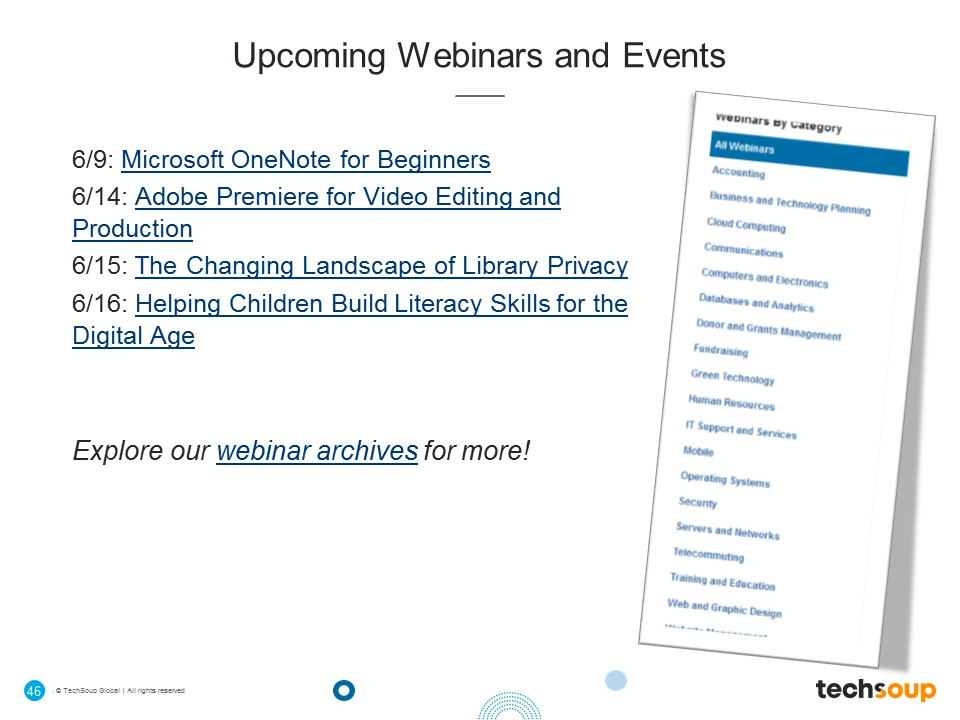 Upcoming Webinars and Events
6/9: Microsoft OneNote for Beginners
6/14: Adobe Premiere for Video Editing and
Production
6/15: The Changing Landscape of Library Privacy
6/16: Helping Children Build Literacy Skills for the
Digital Age
Explore our webinar archives for more!
Webinars By Category
All Webinars
Accounting
Business and Technology Planning
Cloud Computing
Communications
Computers and Electronics
Databases and Analytics
Donor and Grants Management
Fundraising
Green Technology
Human Resources
IT Support and Services
Mobile
Operating Systems
Security
Servers and Networks
Telecommuting
Training and Education
Web and Graphic Design
46
. © TechSoup Global | All rights reserved
techsoup